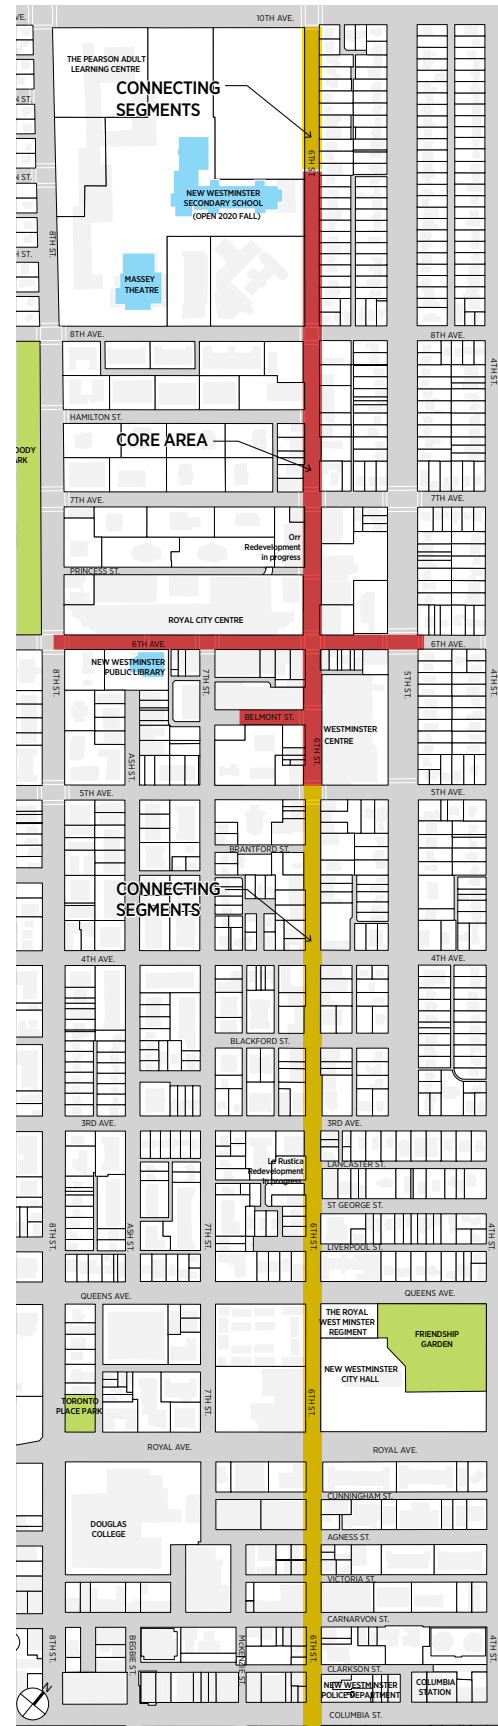 VE.
10TH AVE.
THE PEARSON ADULT
LEARNING CENTRE
CONNECTING
SEGMENTS
N ST.
6TH ST.
N ST.
NEW WESTMINSTER
SECONDARY SCHOOL
(OPEN 2020 FALL)
8TH ST.
H ST.
MASSEY
THEATRE
8TH AVE.
8TH AVE.
4TH ST.
HAMILTON ST.
CORE AREA
OODY
ARK
7TH AVE.
7TH AVE.
Orr
Redevelopment
in progress
PRINCESS ST.
ROYAL CITY CENTRE
6TH AVE.
6TH AVE.
NEW WESTMINSTER
PUBLIC LIBRARY
8TH ST.
7TH ST.
5TH ST.
4TH ST.
BELMONT ST.
WESTMINSTER
CENTRE
6TH ST.
ASH ST.
5TH AVE.
5TH AVE.
BRANTFORD ST.
CONNECTING
SEGMENTS
4TH AVE.
4TH AVE.
BLACKFORD ST.
3RD AVE.
3RD AVE.
Le Rustica
Redevelopment
in progress
LANCASTER ST.
ST GEORGE ST.
8TH ST.
ASH ST.
7TH ST.
6TH ST.
4TH ST.
LIVERPOOL ST.
QUEENS AVE.
QUEENS AVE.
THE ROYAL
WEST MINSTER
REGIMENT
FRIENDSHIP
GARDEN
NEW WESTMINSTER
CITY HALL
TORONTO
PLACE PARK
7TH ST.
6TH ST.
ROYAL AVE.
ROYAL AVE.
CUNNINGHAM ST.
DOUGLAS
COLLEGE
AGNESS ST.
VICTORIA ST.
CARNARVON ST.
8TH ST.
BEGBIE ST.
MCKENZIE ST.
6TH ST.
4TH ST.
CLARKSON ST.
NEW WESTMINSTER
POLICE DEPARTMENT
COLUMBIA
STATION
N
COLUMBIA ST.